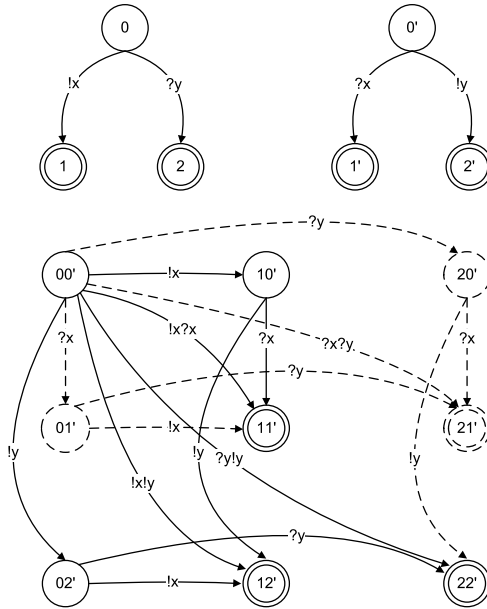 0 0'
!x ?y ?x !y
1 2 1' 2'
?y
00' !x 10' 20'
?x !x?x ?x ?x?y ?x
?y
01' !x 11' 21'
!y !x!y !y ?y!y !y
?y
02' !x 12' 22'